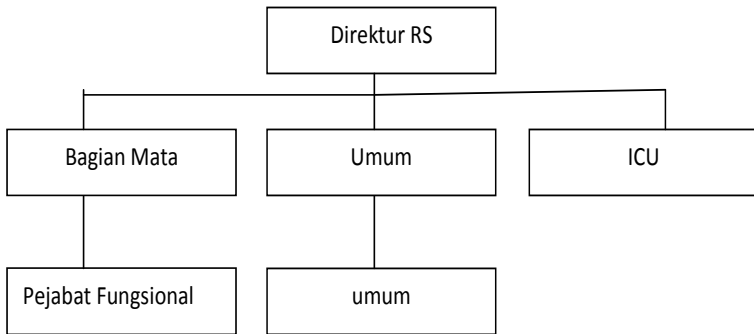 Direktur RS
Bagian Mata
Umum
ICU
Pejabat Fungsional
umum